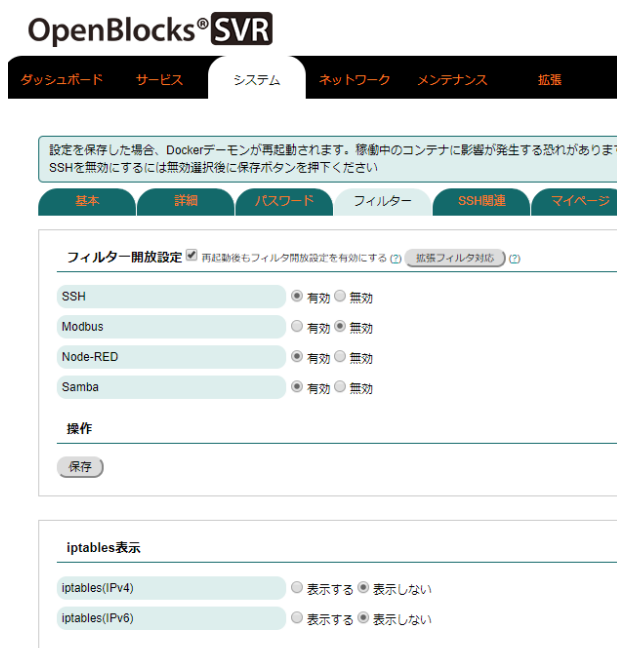 OpenBlocks®SVR
ダッシュボード サービス システム ネットワーク メンテナンス 拡張
設定を保存した場合、Dockerデーモンが再起動されます。稼働中のコンテナに影響が発生する恐れがありま
SSHを無効にするには無効選択後に保存ボタンを押下ください
基本 詳細 パスワード フィルター SSH関連 マイページ
フィルター開放設定 再起動後もフィルタ開放設定を有効にする (?) 拡張フィルタ対応 (?)
SSH 有効 無効
Modbus 有効 無効
Node-RED 有効 無効
Samba 有効 無効
操作
保存
iptables表示
iptables(IPv4) 表示する 表示しない
iptables(IPv6) 表示する 表示しない